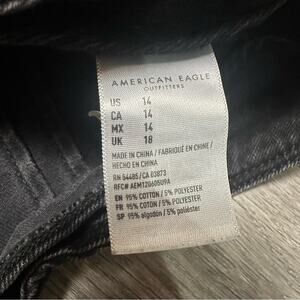 AMERICAN EAGLE
OUTFITTERS
US 14
CA 14
MX 14
UK 18
MADE IN CHINA / FABRIQUÉ EN CHINE /
HECHO EN CHINA
RN 54485/CA 03873
RFC# AEM12060509A
EN 95% COTTON / 5% POLYESTER
FR 95% COTON / 5% POLYESTER
SP 95% algodón / 5% poliéster